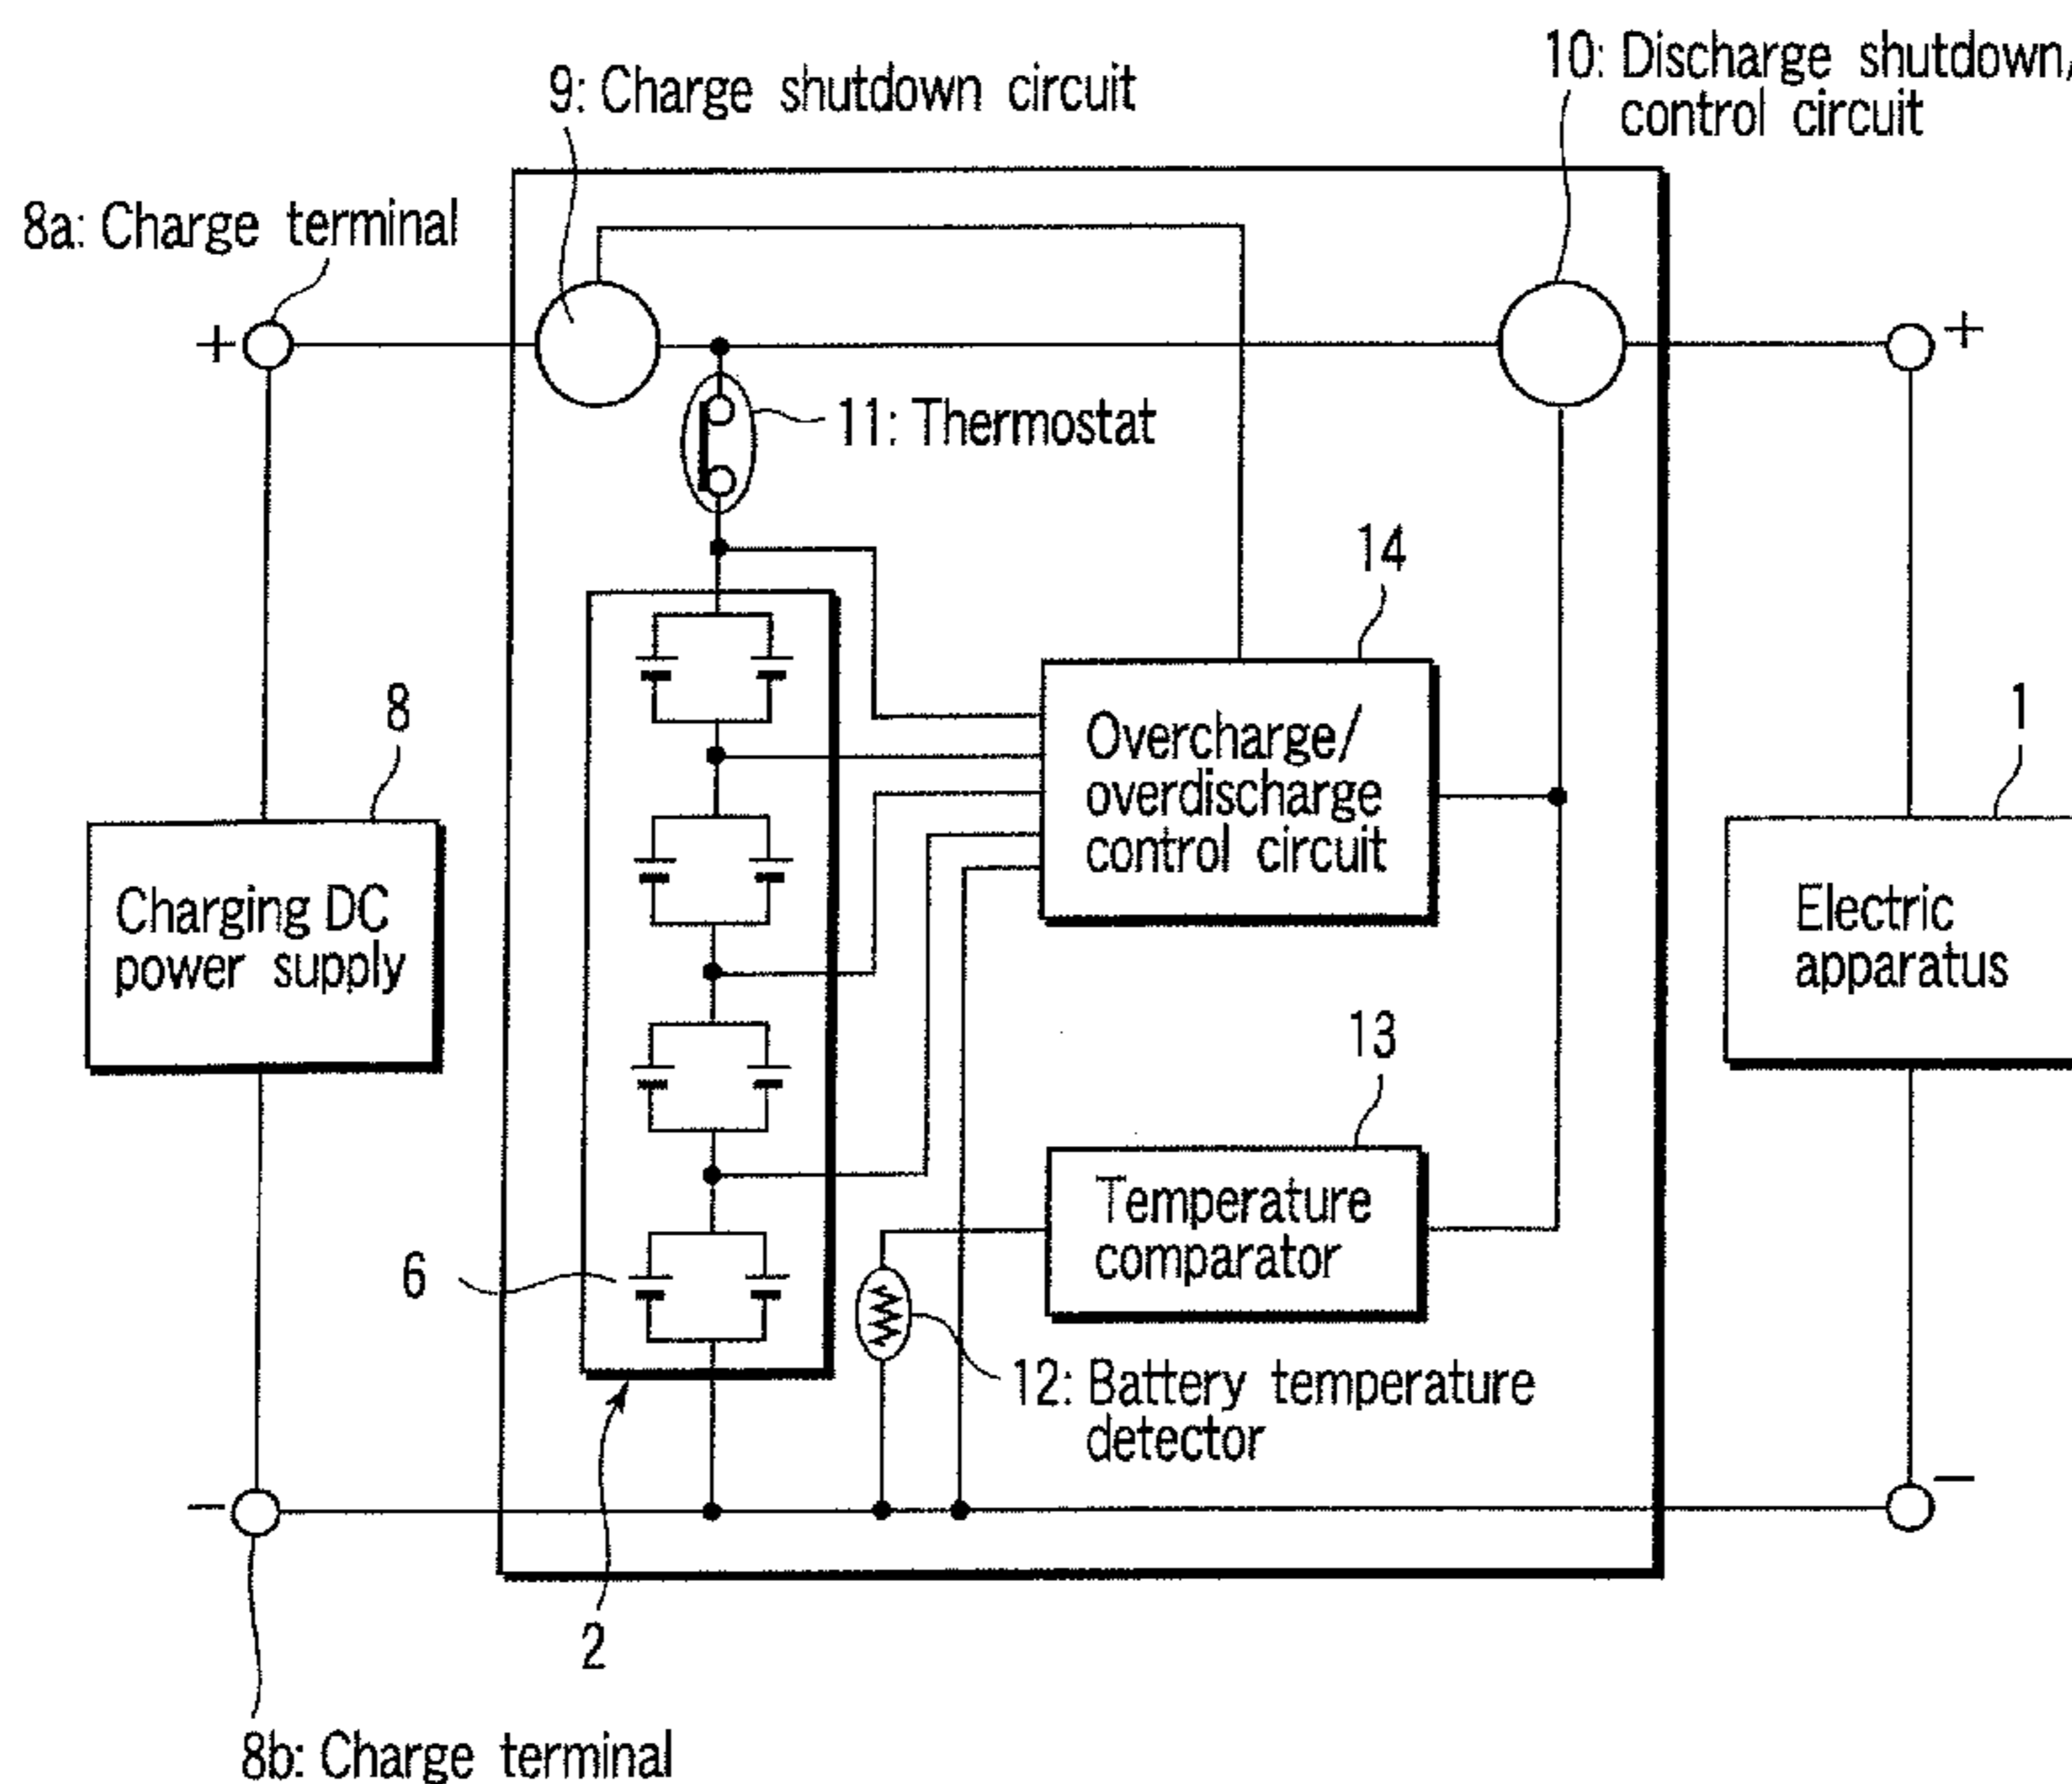 9: Charge shutdown circuit
10: Discharge shutdown/
control circuit
8a: Charge terminal
+
+
11: Thermostat
14
8
Overcharge/
overdischarge
control circuit
1
Charging DC
power supply
Electric
apparatus
13
Temperature
comparator
6
12: Battery temperature
detector
−
−
2
8b: Charge terminal